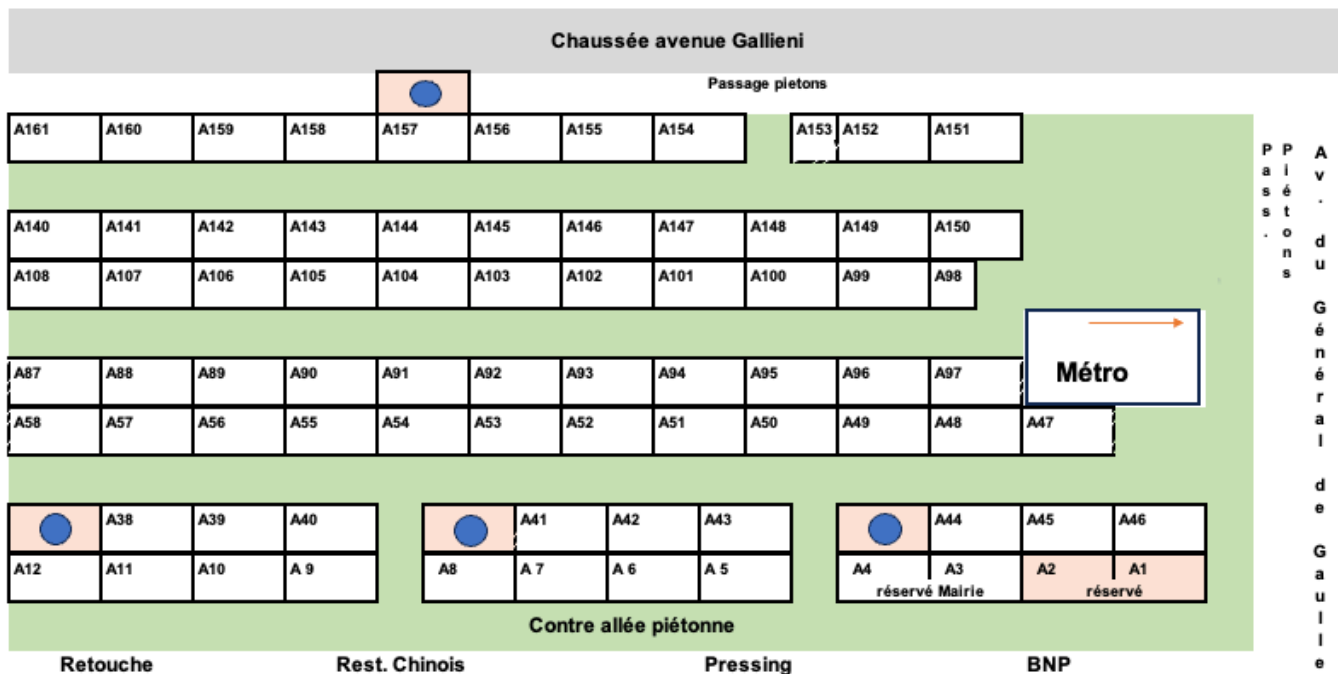 Chaussée avenue Gallieni
Passage pietons
A161 A160 A159 A158 A157 A156 A155 A154 A153 A152 A151
A140 A141 A142 A143 A144 A145 A146 A147 A148 A149 A150
A108 A107 A106 A105 A104 A103 A102 A101 A100 A99 A98
Métro
A87 A88 A89 A90 A91 A92 A93 A94 A95 A96 A97
A58 A57 A56 A55 A54 A53 A52 A51 A50 A49 A48 A47
A38 A39 A40 A41 A42 A43 A44 A45 A46
A12 A11 A10 A 9 A8 A 7 A 6 A 5 A4 A3 A2 A1
réservé Mairie réservé
Contre allée piétonne
Retouche Rest. Chinois Pressing BNP
Pass.
Piétons
Av. du Général de Gaulle